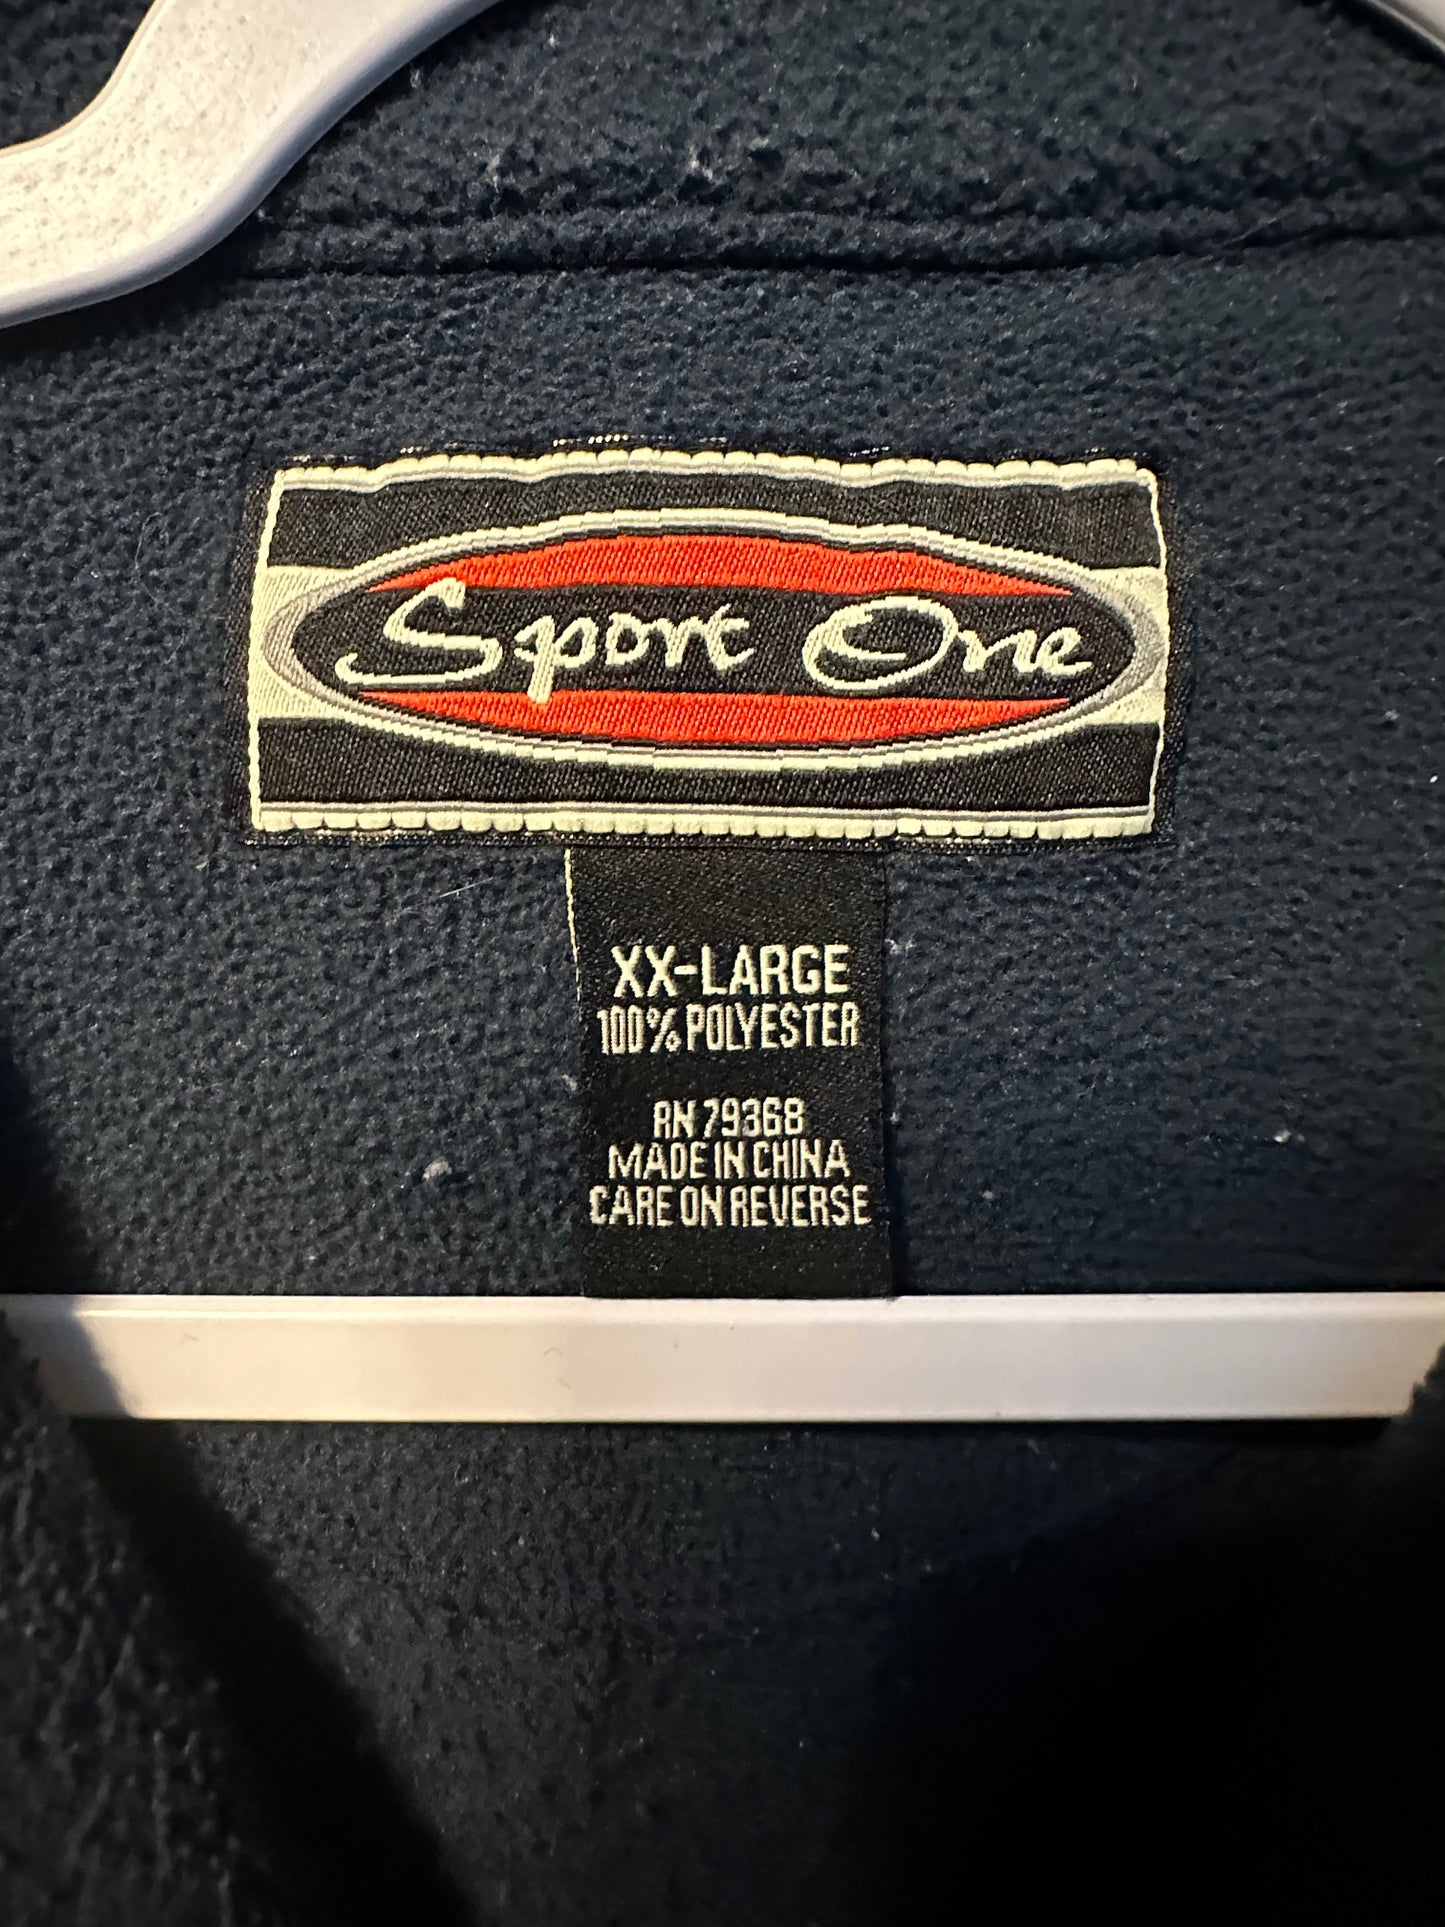 Sport One
XX-LARGE
100% POLYESTER
RN 79368
MADE IN CHINA
CARE ON REVERSE